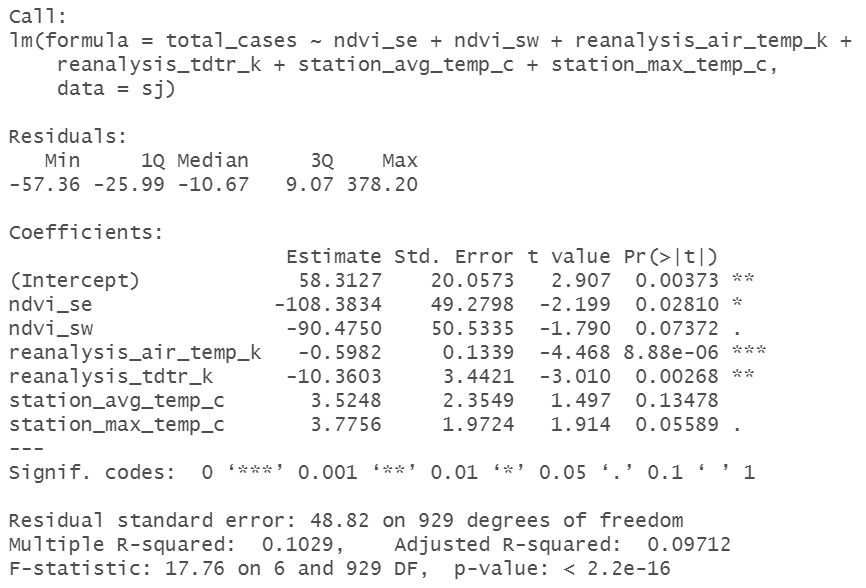 Call:
lm(formula = total_cases ~ ndvi_se + ndvi_sw + reanalysis_air_temp_k +
    reanalysis_tdtr_k + station_avg_temp_c + station_max_temp_c,
    data = sj)

Residuals:
   Min     1Q Median     3Q    Max
-57.36 -25.99 -10.67   9.07 378.20

Coefficients:
                       Estimate Std. Error t value Pr(>|t|)
(Intercept)             58.3127    20.0573   2.907  0.00373 **
ndvi_se               -108.3834    49.2798  -2.199  0.02810 *
ndvi_sw                -90.4750    50.5335  -1.790  0.07372 .
reanalysis_air_temp_k   -0.5982     0.1339  -4.468 8.88e-06 ***
reanalysis_tdtr_k      -10.3603     3.4421  -3.010  0.00268 **
station_avg_temp_c       3.5248     2.3549   1.497  0.13478
station_max_temp_c       3.7756     1.9724   1.914  0.05589 .
---
Signif. codes:  0 ‘***’ 0.001 ‘**’ 0.01 ‘*’ 0.05 ‘.’ 0.1 ‘ ’ 1

Residual standard error: 48.82 on 929 degrees of freedom
Multiple R-squared:  0.1029,    Adjusted R-squared:  0.09712
F-statistic: 17.76 on 6 and 929 DF,  p-value: < 2.2e-16